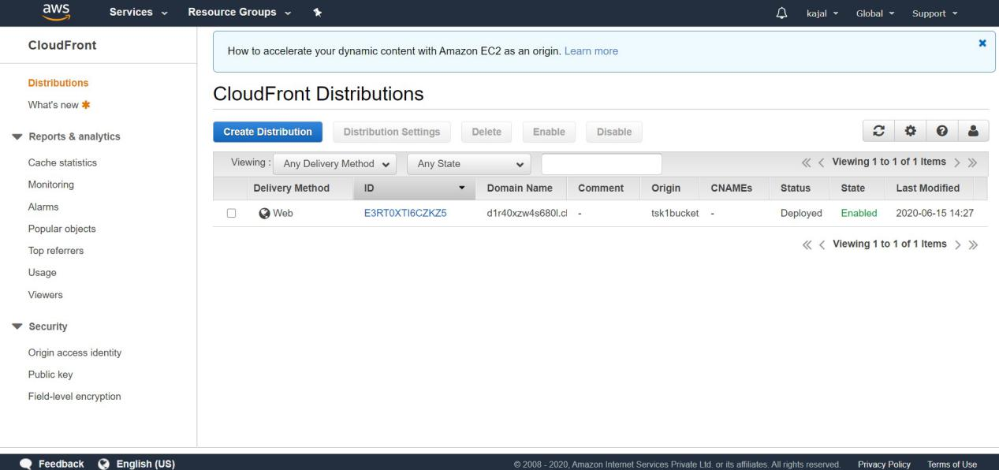 aws Services Resource Groups kajal Global Support
CloudFront
Distributions
What's new
Reports & analytics
Cache statistics
Monitoring
Alarms
Popular objects
Top referrers
Usage
Viewers
Security
Origin access identity
Public key
Field-level encryption
How to accelerate your dynamic content with Amazon EC2 as an origin. Learn more
CloudFront Distributions
Create Distribution Distribution Settings Delete Enable Disable
Viewing : Any Delivery Method Any State Viewing 1 to 1 of 1 Items
Delivery Method ID Domain Name Comment Origin CNAMEs Status State Last Modified
Web E3RT0XTI6CZKZ5 d1r40xzw4s680l.cl - tsk1bucket - Deployed Enabled 2020-06-15 14:27
Viewing 1 to 1 of 1 Items
Feedback English (US) © 2008 - 2020, Amazon Internet Services Private Ltd. or its affiliates. All rights reserved. Privacy Policy Terms of Use